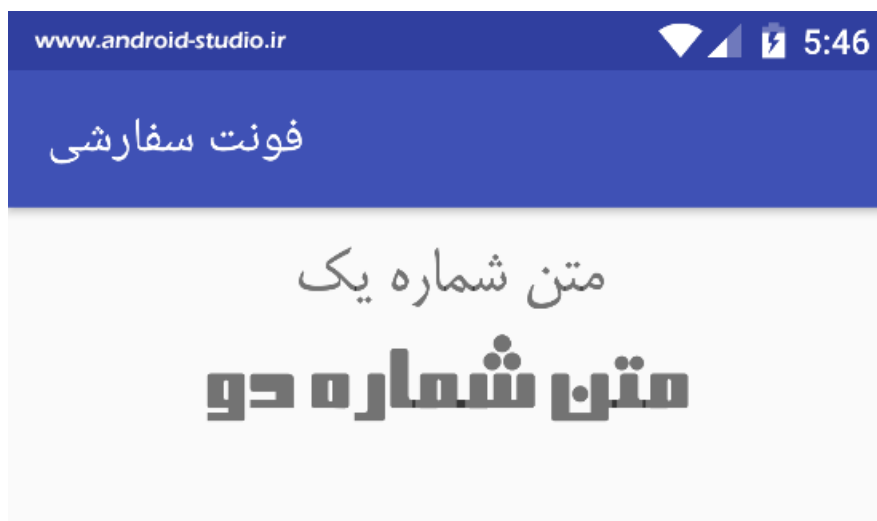 www.android-studio.ir 5:46
فونت سفارشی
متن شماره یک
متن شماره دو